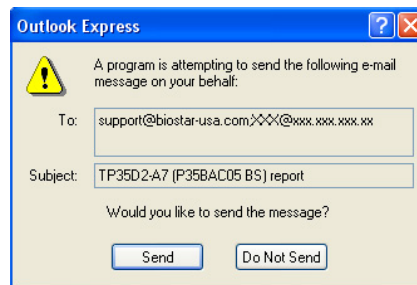 Outlook Express
A program is attempting to send the following e-mail
message on your behalf:
To: support@biostar-usa.com;XXX@xxx.xxx.xxx.xx
Subject: TP35D2-A7 (P35BAC05 BS) report
Would you like to send the message?
Send Do Not Send